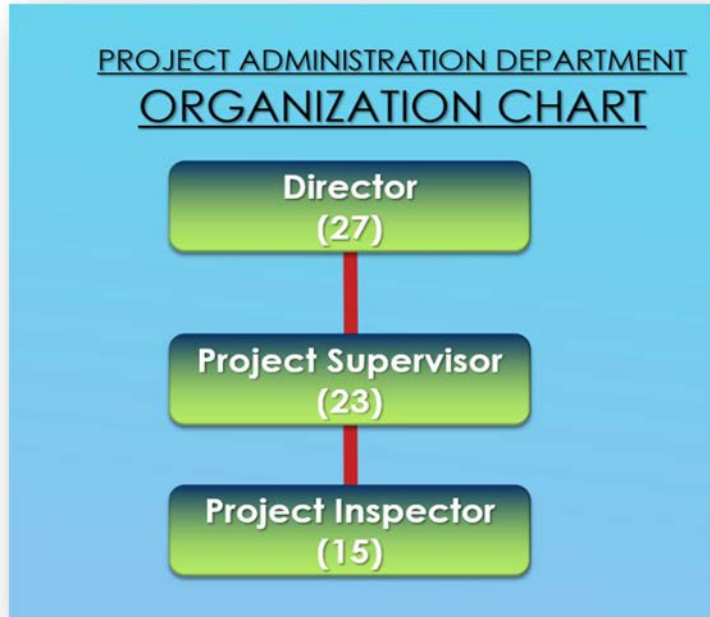 PROJECT ADMINISTRATION DEPARTMENT
ORGANIZATION CHART
Director
(27)
Project Supervisor
(23)
Project Inspector
(15)